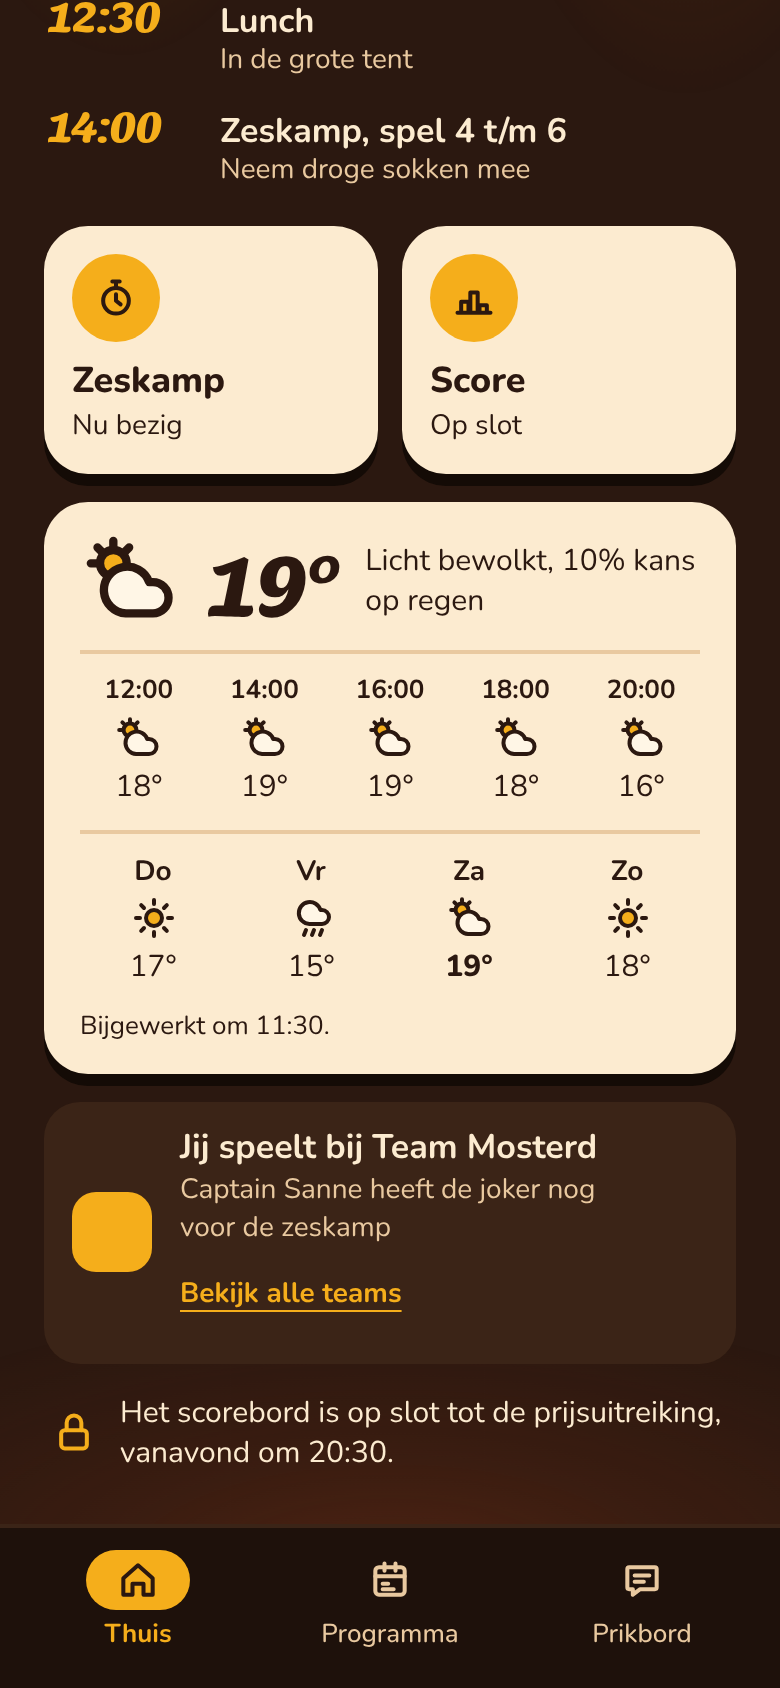 12:30 Lunch
In de grote tent
14:00 Zeskamp, spel 4 t/m 6
Neem droge sokken mee
Zeskamp
Nu bezig
Score
Op slot
19° Licht bewolkt, 10% kans
op regen
12:00 14:00 16:00 18:00 20:00
18° 19° 19° 18° 16°
Do Vr Za Zo
17° 15° 19° 18°
Bijgewerkt om 11:30.
Jij speelt bij Team Mosterd
Captain Sanne heeft de joker nog
voor de zeskamp
Bekijk alle teams
Het scorebord is op slot tot de prijsuitreiking,
vanavond om 20:30.
Thuis Programma Prikbord